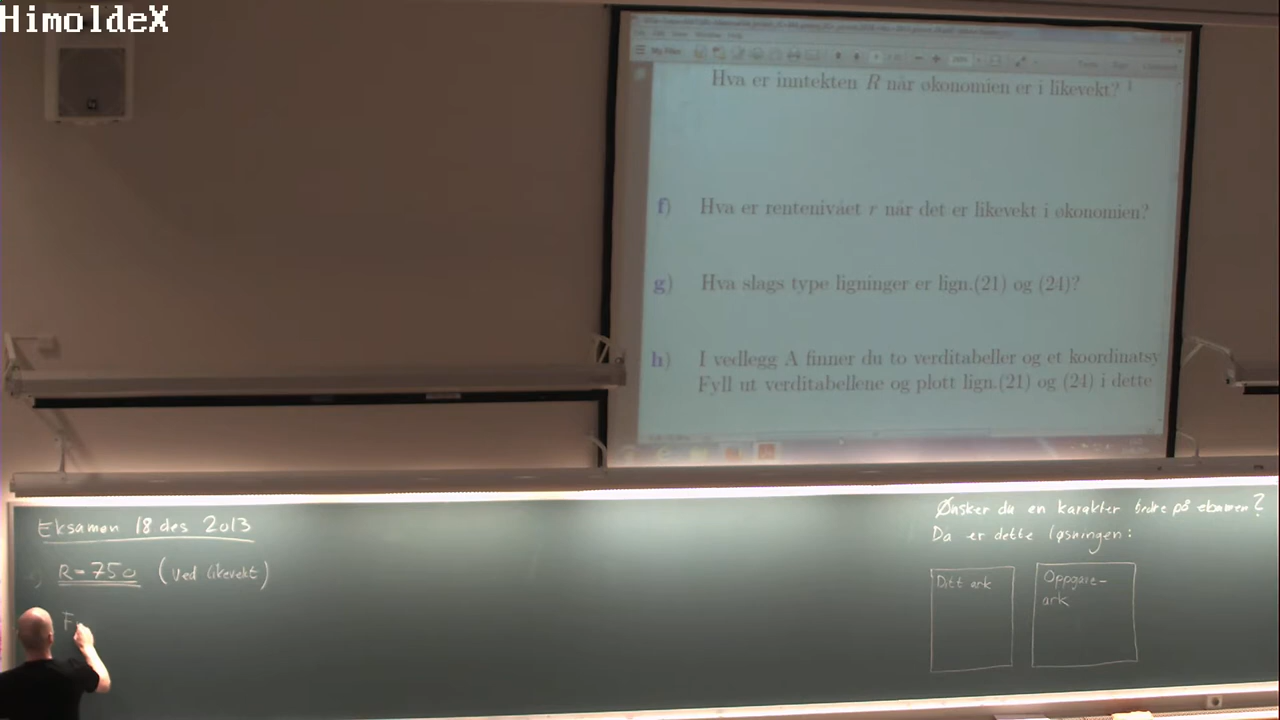 HimoldeX
My Files
Hva er inntekten R når økonomien er i likevekt?
f) Hva er rentenivået r når det er likevekt i økonomien?
g) Hva slags type ligninger er lign.(21) og (24)?
h) I vedlegg A finner du to verditabeller og et koordinatsy
Fyll ut verditabellene og plott lign.(21) og (24) i dette
Eksamen 18 des 2013
R = 750 (ved likevekt)
F
Ønsker du en karakter bedre på eksamen?
Da er dette løsningen:
Ditt ark
Oppgave-
ark